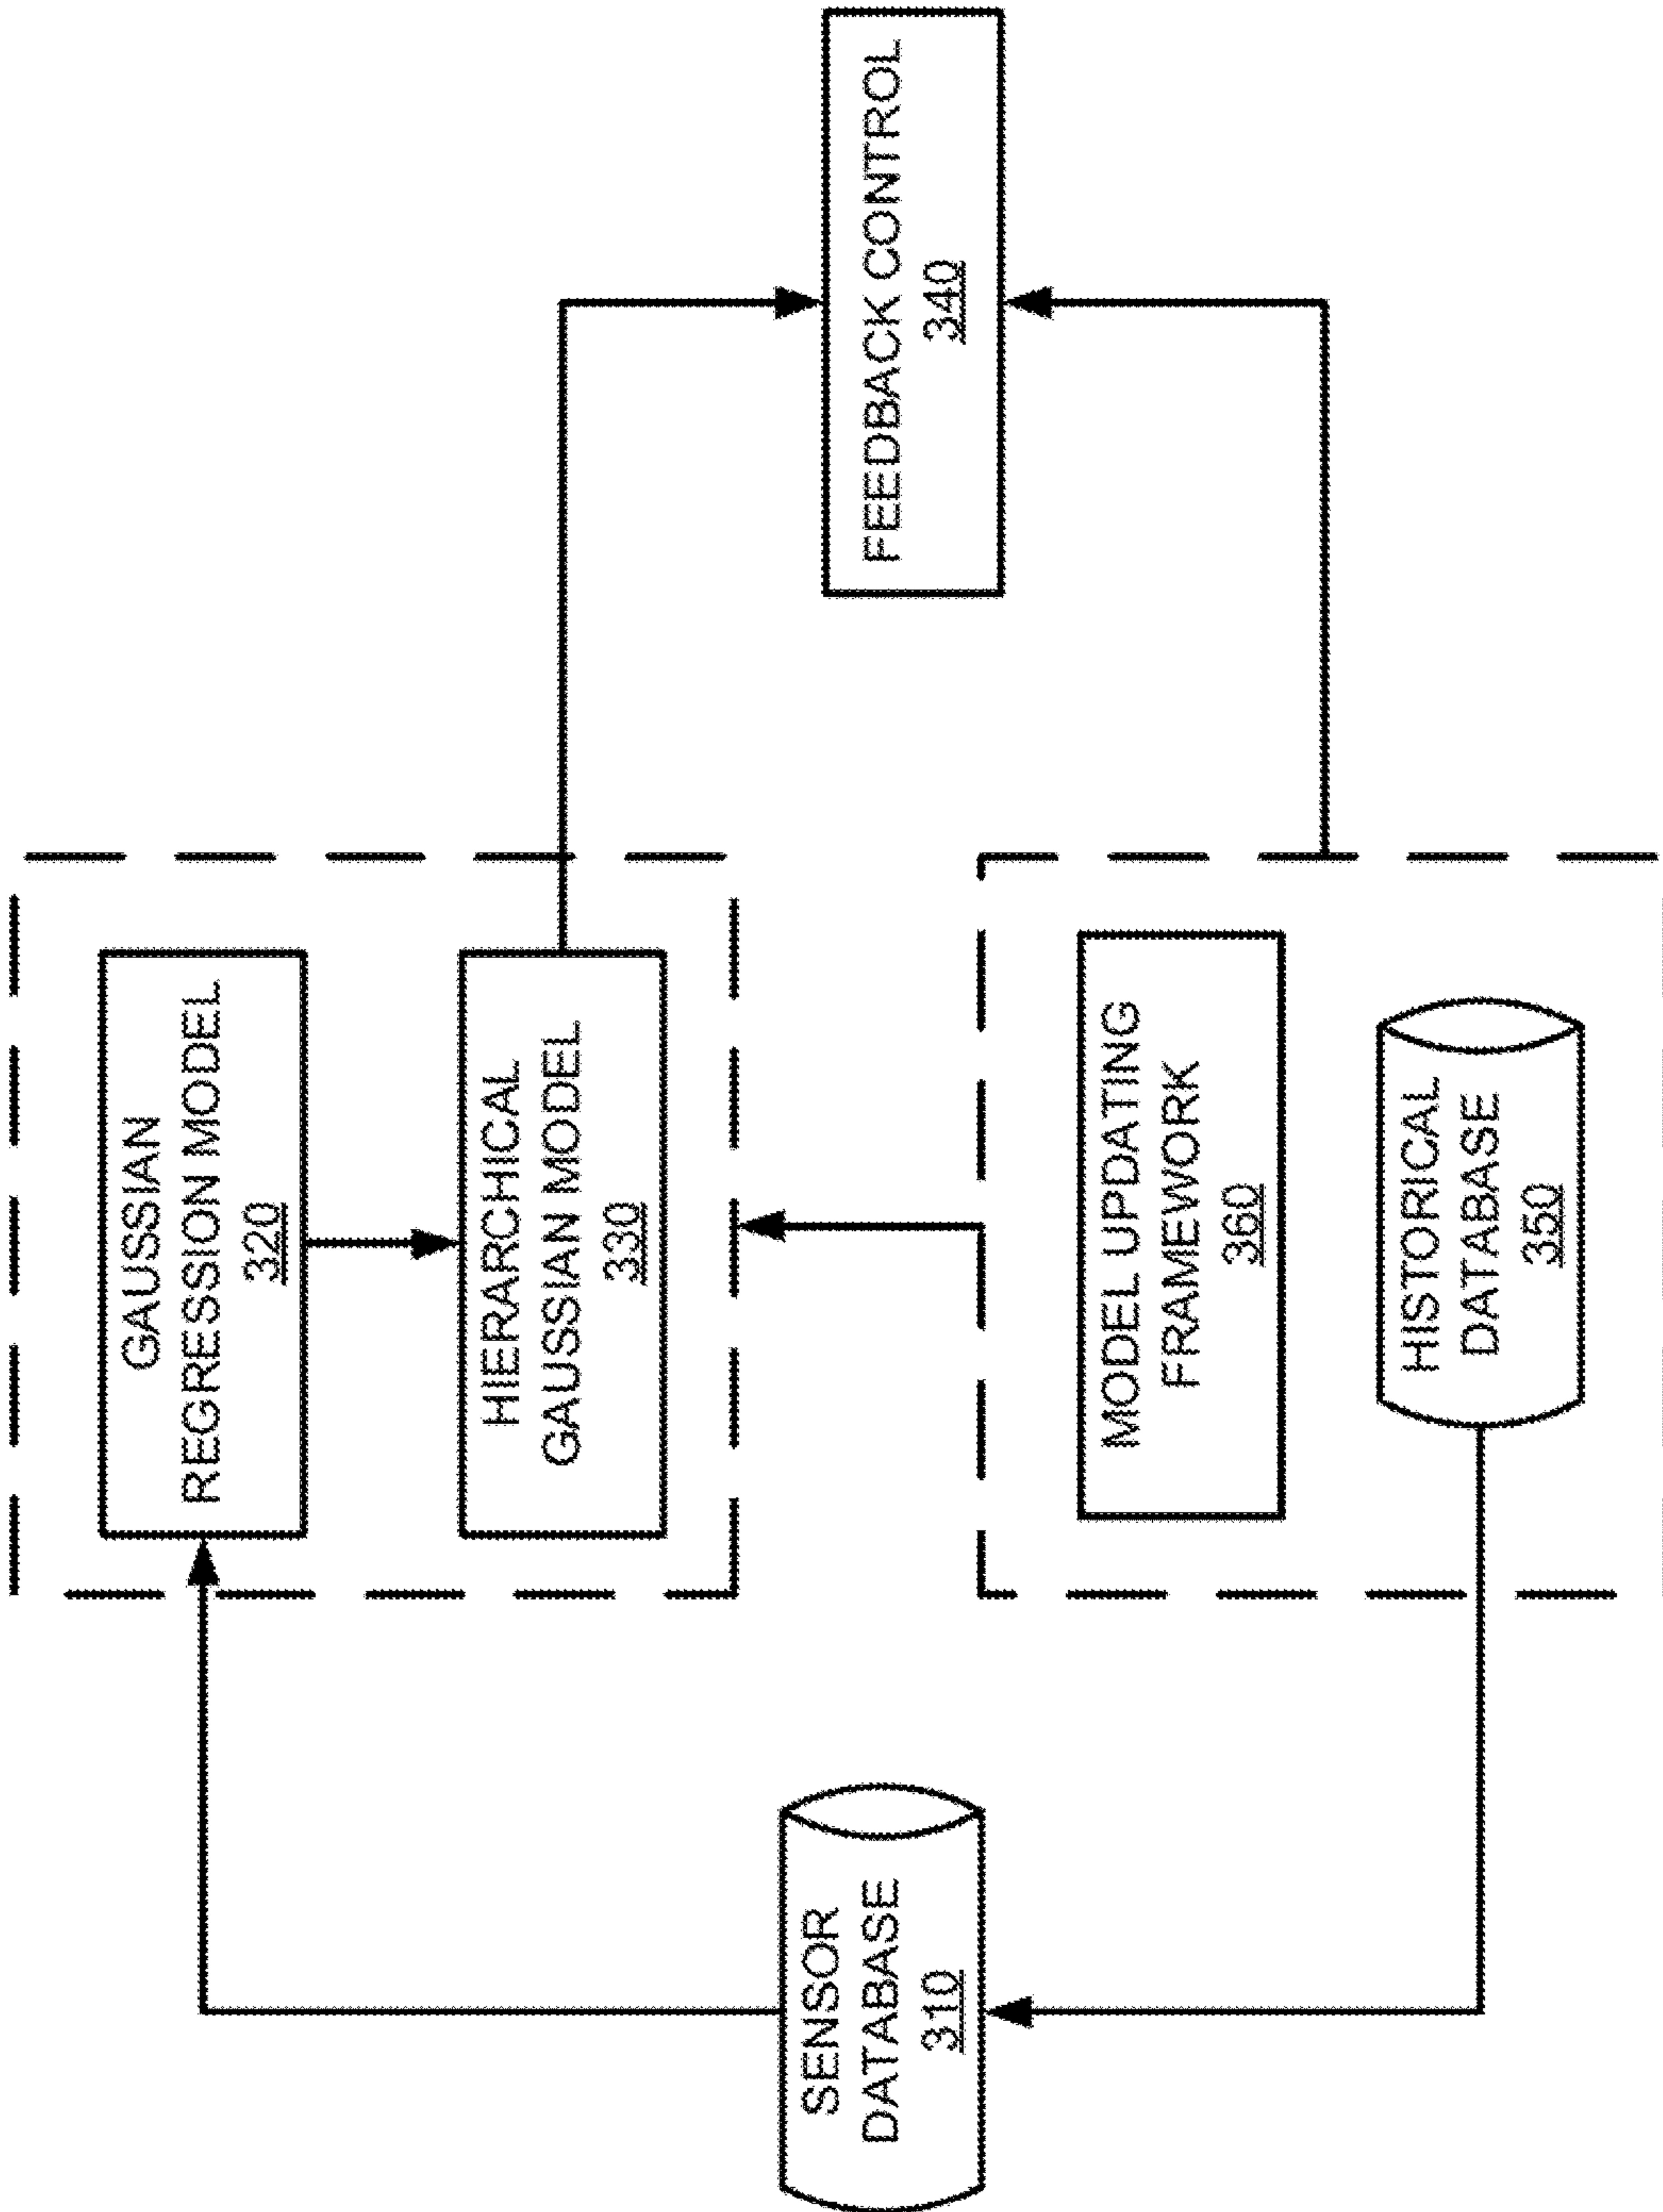 SENSOR
DATABASE
310
GAUSSIAN
REGRESSION MODEL
320
HIERARCHICAL
GAUSSIAN MODEL
330
MODEL UPDATING
FRAMEWORK
360
HISTORICAL
DATABASE
350
FEEDBACK CONTROL
340